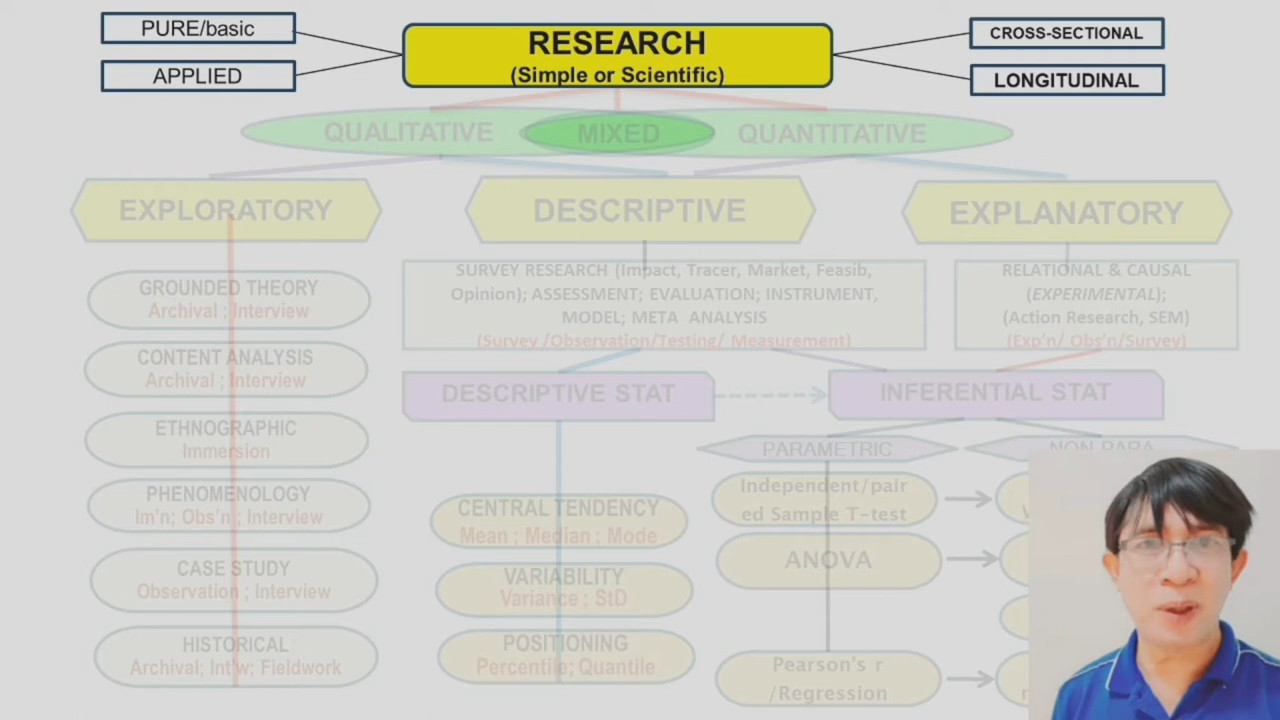 PURE/basic
APPLIED
RESEARCH
(Simple or Scientific)
CROSS-SECTIONAL
LONGITUDINAL
QUALITATIVE
MIXED
QUANTITATIVE
EXPLORATORY
DESCRIPTIVE
EXPLANATORY
GROUNDED THEORY
Archival ; Interview
CONTENT ANALYSIS
Archival ; Interview
ETHNOGRAPHIC
Immersion
PHENOMENOLOGY
Im'n; Obs'n ; Interview
CASE STUDY
Observation ; Interview
HISTORICAL
Archival; Int'w; Fieldwork
SURVEY RESEARCH (Impact, Tracer, Market, Feasib,
Opinion); ASSESSMENT; EVALUATION; INSTRUMENT,
MODEL; META ANALYSIS
(Survey /Observation/Testing/ Measurement)
RELATIONAL & CAUSAL
(EXPERIMENTAL);
(Action Research, SEM)
(Exp'n/ Obs'n/Survey)
DESCRIPTIVE STAT
INFERENTIAL STAT
CENTRAL TENDENCY
Mean ; Median ; Mode
VARIABILITY
Variance ; StD
POSITIONING
Percentile; Quantile
PARAMETRIC
NON-PARA
Independent/pair
ed Sample T-test
ANOVA
Pearson's r
/Regression